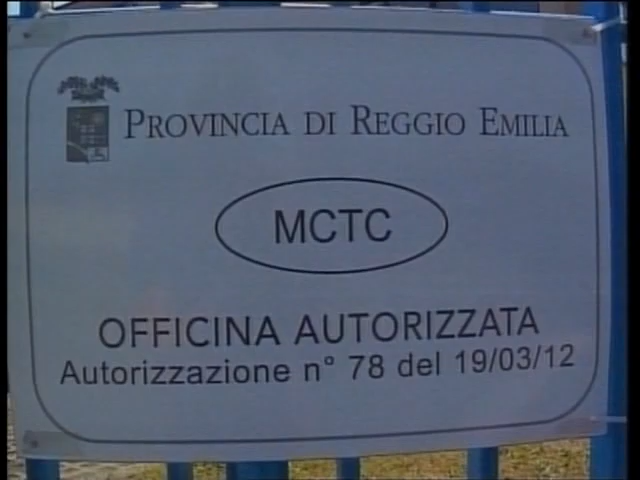 PROVINCIA DI REGGIO EMILIA
MCTC
OFFICINA AUTORIZZATA
Autorizzazione n° 78 del 19/03/12